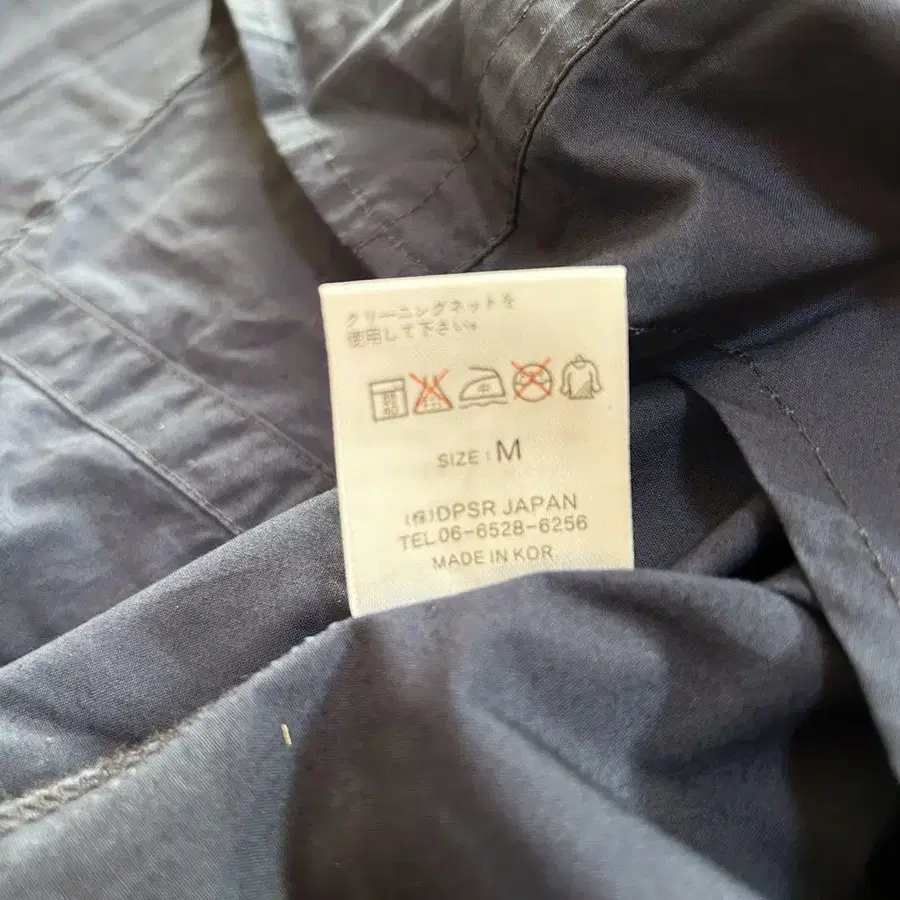 クリーニングネットを
使用して下さい。
SIZE : M
(株)DPSR JAPAN
TEL 06-6528-6256
MADE IN KOR